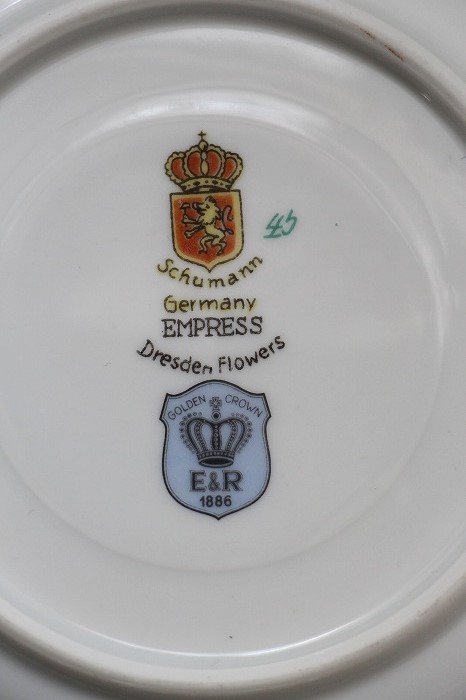 45
Schumann
Germany
EMPRESS
Dresden Flowers
GOLDEN CROWN
E&R
1886